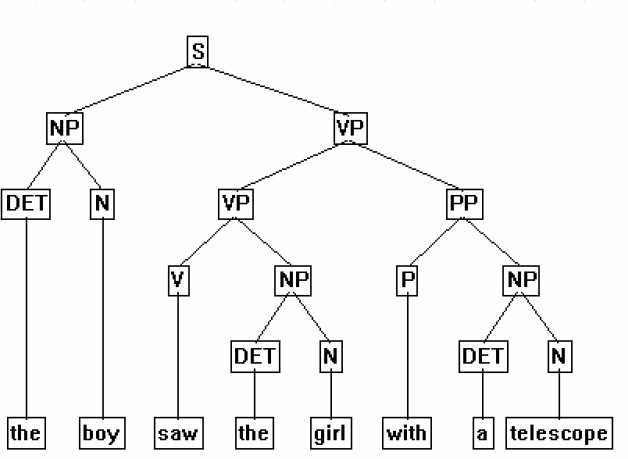 S
NP VP
DET N VP PP
V NP P NP
DET N DET N
the boy saw the girl with a telescope